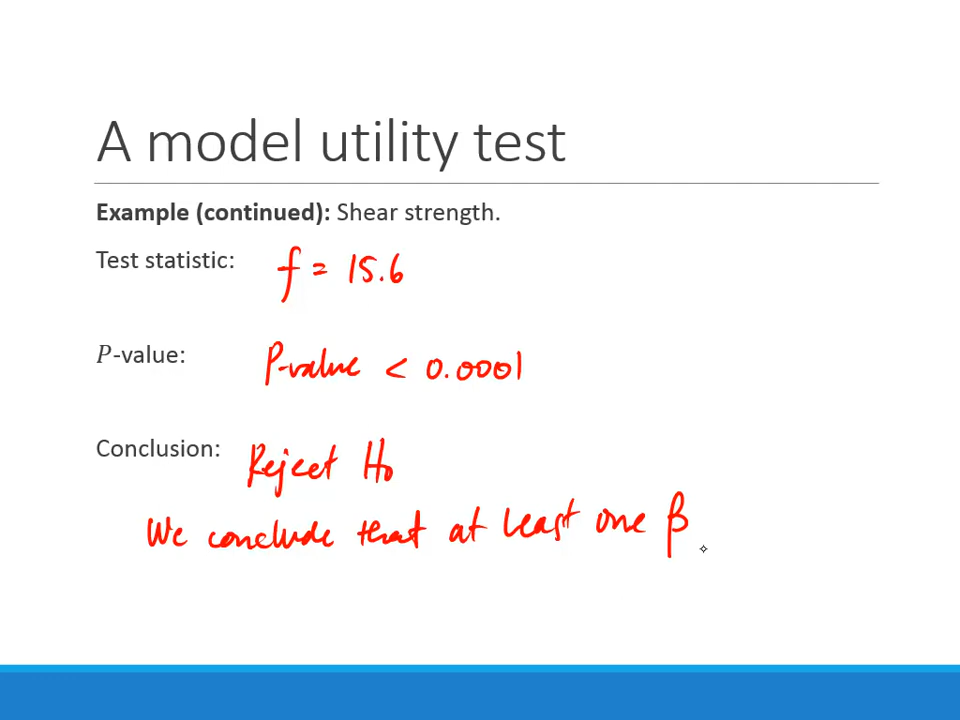 A model utility test
Example (continued): Shear strength.
Test statistic: f = 15.6
P-value: P-value < 0.0001
Conclusion: Reject H₀
We conclude that at least one β